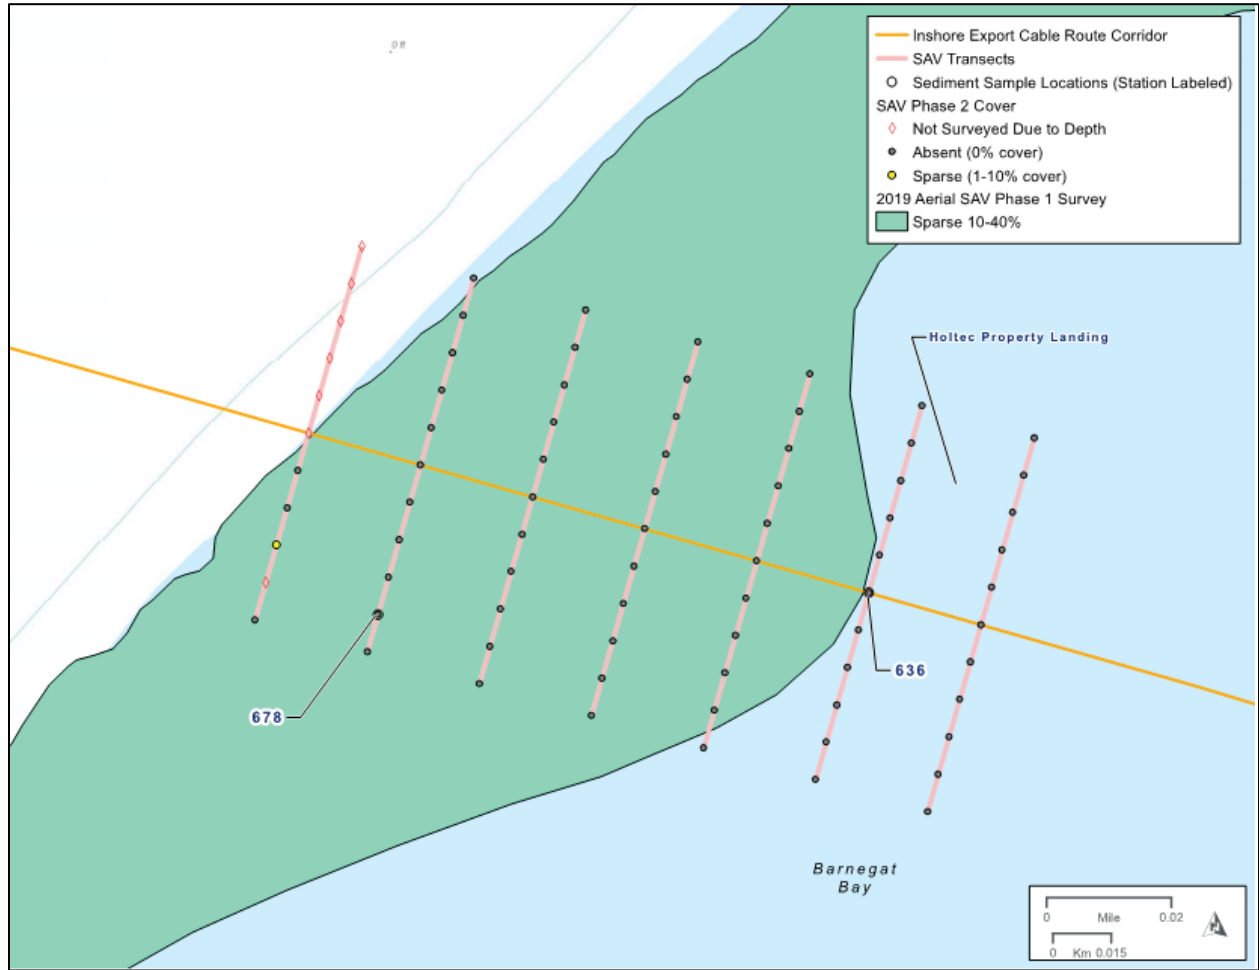 0 ft
Inshore Export Cable Route Corridor
SAV Transects
Sediment Sample Locations (Station Labeled)
SAV Phase 2 Cover
Not Surveyed Due to Depth
Absent (0% cover)
Sparse (1-10% cover)
2019 Aerial SAV Phase 1 Survey
Sparse 10-40%
Holtec Property Landing
636
678
Barnegat
Bay
0 Mile 0.02
0 Km 0.015